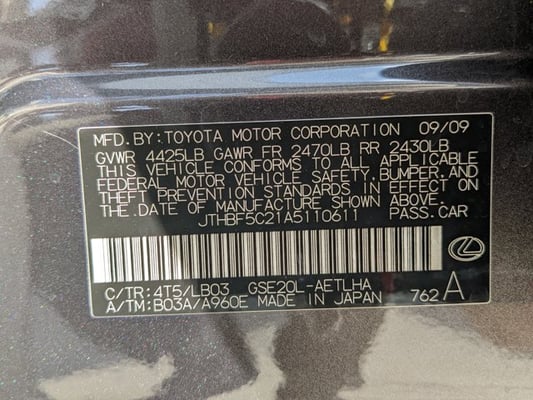 MFD. BY: TOYOTA MOTOR CORPORATION 09/09
GVWR 4425LB GAWR FR 2470LB RR 2430LB
THIS VEHICLE CONFORMS TO ALL APPLICABLE
FEDERAL MOTOR VEHICLE SAFETY, BUMPER, AND
THEFT PREVENTION STANDARDS IN EFFECT ON
THE DATE OF MANUFACTURE SHOWN ABOVE.
JTHBF5C21A5110611 PASS. CAR
C/TR: 4T5/LB03 GSE20L-AETLHA
A/TM: B03A/A960E MADE IN JAPAN 762 A